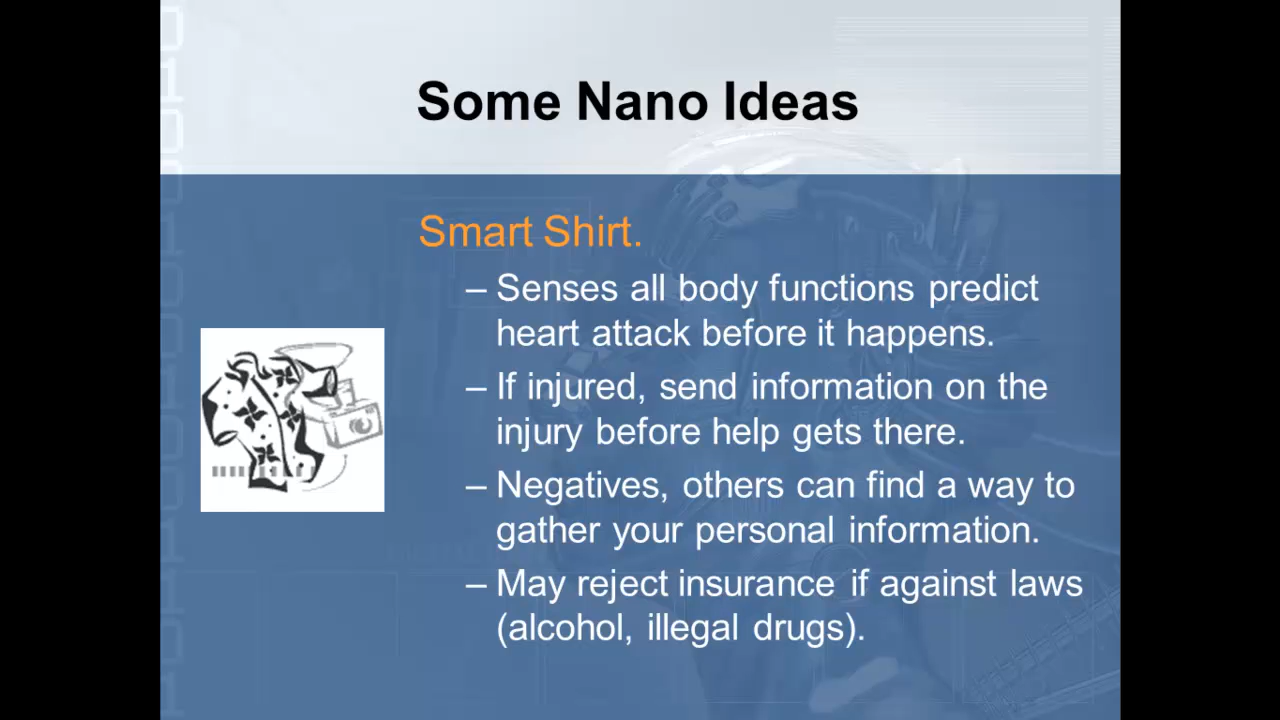 Some Nano Ideas
Smart Shirt.
– Senses all body functions predict
heart attack before it happens.
– If injured, send information on the
injury before help gets there.
– Negatives, others can find a way to
gather your personal information.
– May reject insurance if against laws
(alcohol, illegal drugs).